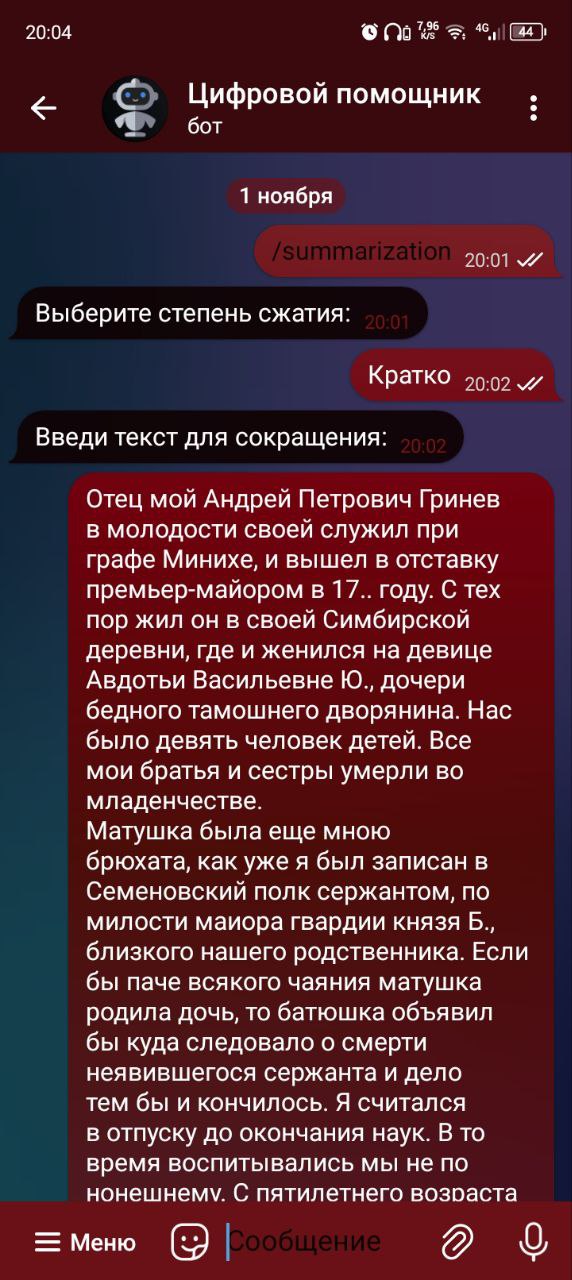 20:04
7,96
K/S
4G
44
Цифровой помощник
бот
1 ноября
/summarization 20:01
Выберите степень сжатия: 20:01
Кратко 20:02
Введи текст для сокращения: 20:02
Отец мой Андрей Петрович Гринев
в молодости своей служил при
графе Минихе, и вышел в отставку
премьер-майором в 17.. году. С тех
пор жил он в своей Симбирской
деревни, где и женился на девице
Авдотьи Васильевне Ю., дочери
бедного тамошнего дворянина. Нас
было девять человек детей. Все
мои братья и сестры умерли во
младенчестве.
Матушка была еще мною
брюхата, как уже я был записан в
Семеновский полк сержантом, по
милости маиора гвардии князя Б.,
близкого нашего родственника. Если
бы паче всякого чаяния матушка
родила дочь, то батюшка объявил
бы куда следовало о смерти
неявившегося сержанта и дело
тем бы и кончилось. Я считался
в отпуску до окончания наук. В то
время воспитывались мы не по
нонешнему. С пятилетнего возраста
Меню
Сообщение